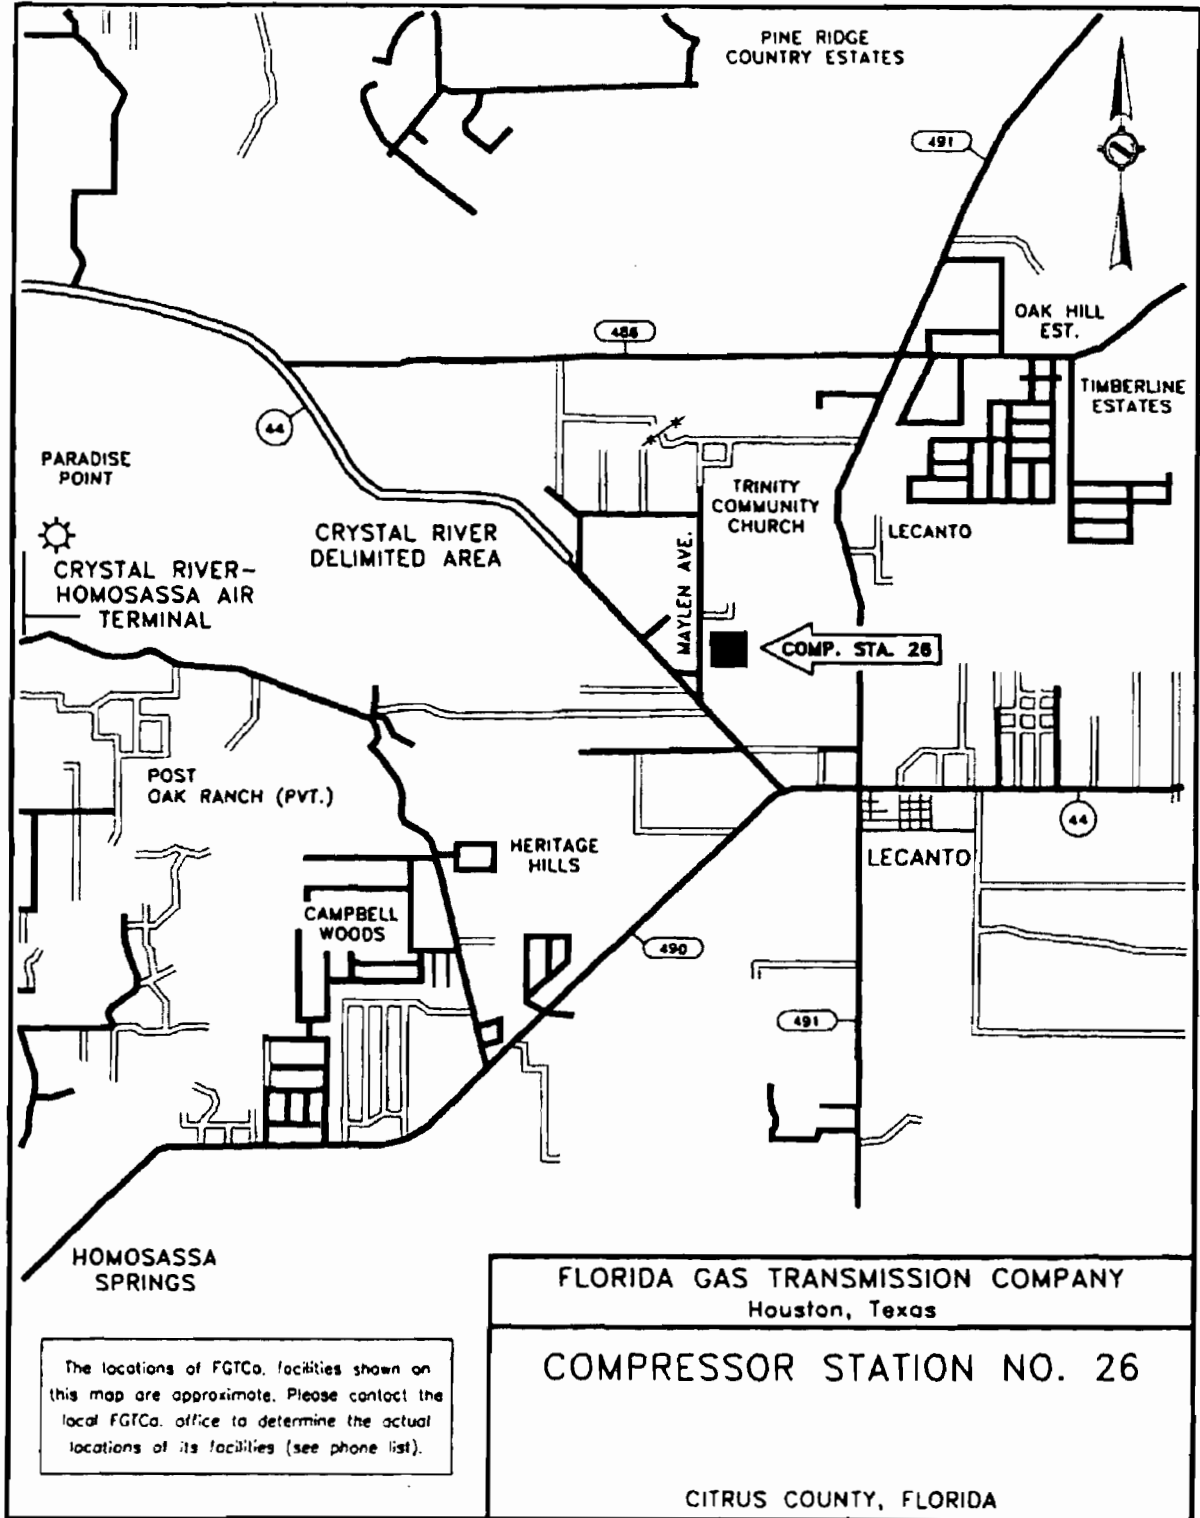 PINE RIDGE
COUNTRY ESTATES
491
OAK HILL
EST.
486
TIMBERLINE
ESTATES
44
PARADISE
POINT
TRINITY
COMMUNITY
CHURCH
CRYSTAL RIVER
DELIMITED AREA
LECANTO
MAYLEN AVE.
CRYSTAL RIVER-
HOMOSASSA AIR
TERMINAL
COMP. STA. 26
POST
OAK RANCH (PVT.)
44
HERITAGE
HILLS
LECANTO
CAMPBELL
WOODS
490
491
HOMOSASSA
SPRINGS
FLORIDA GAS TRANSMISSION COMPANY
Houston, Texas
COMPRESSOR STATION NO. 26
CITRUS COUNTY, FLORIDA
The locations of FGTCo. facilities shown on
this map are approximate. Please contact the
local FGTCo. office to determine the actual
locations of its facilities (see phone list).